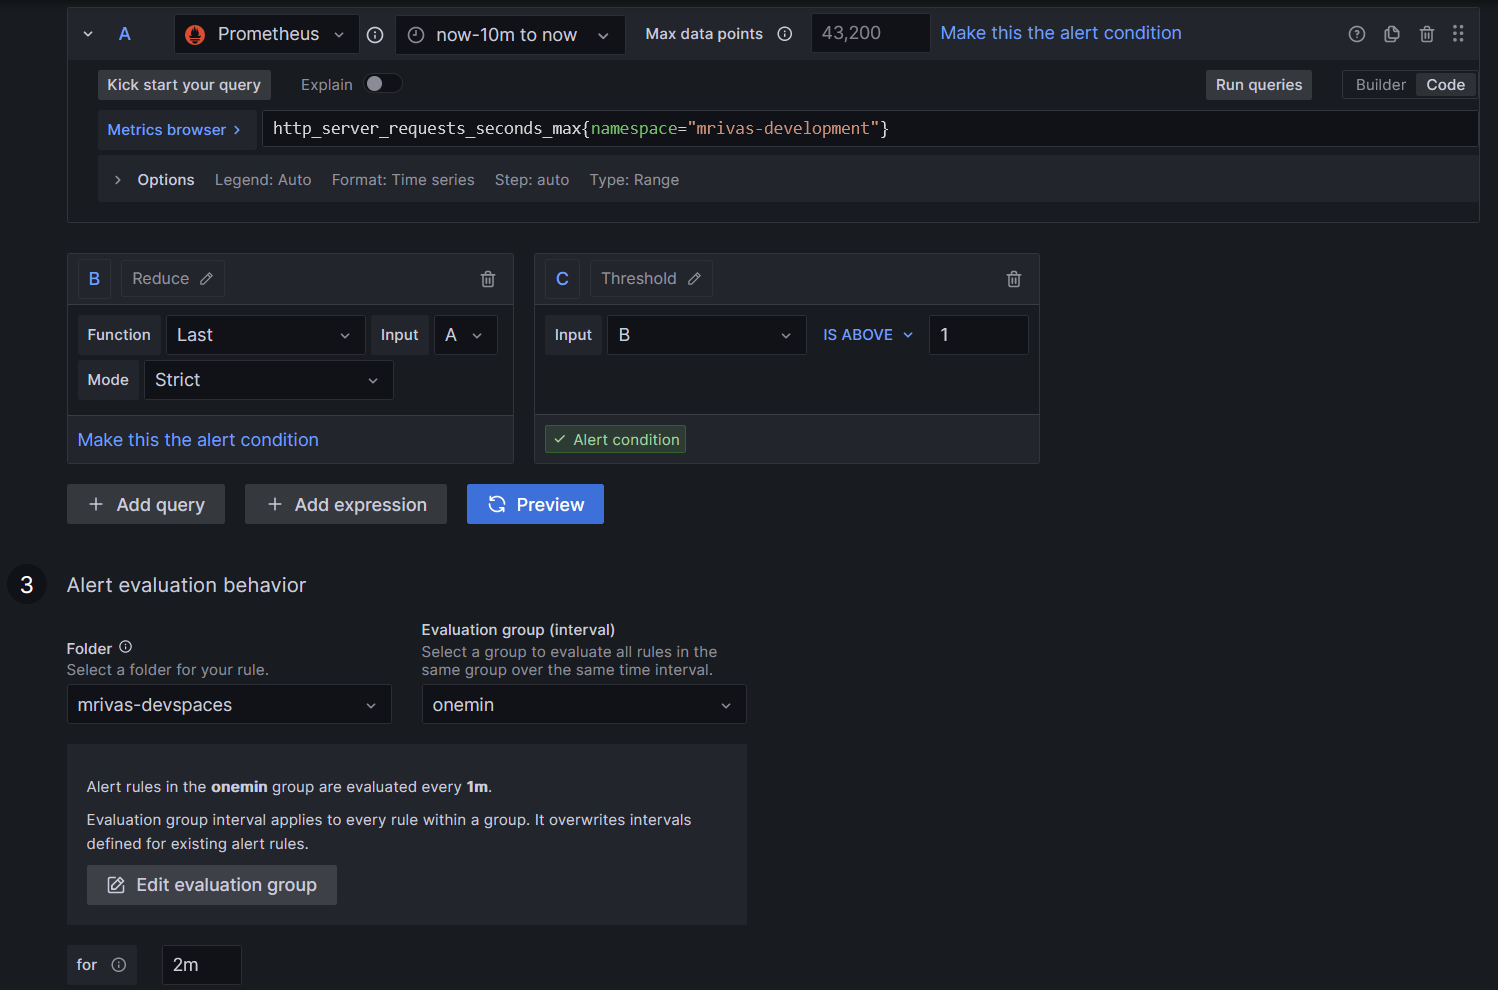 A Prometheus now-10m to now Max data points 43,200 Make this the alert condition
Kick start your query Explain Run queries Builder Code
Metrics browser > http_server_requests_seconds_max{namespace="mrivas-development"}
> Options Legend: Auto Format: Time series Step: auto Type: Range
B Reduce
Function Last Input A
Mode Strict
Make this the alert condition
C Threshold
Input B IS ABOVE 1
✓ Alert condition
+ Add query + Add expression Preview
3 Alert evaluation behavior
Folder
Select a folder for your rule.
mrivas-devspaces
Evaluation group (interval)
Select a group to evaluate all rules in the
same group over the same time interval.
onemin
Alert rules in the onemin group are evaluated every 1m.
Evaluation group interval applies to every rule within a group. It overwrites intervals
defined for existing alert rules.
Edit evaluation group
for 2m